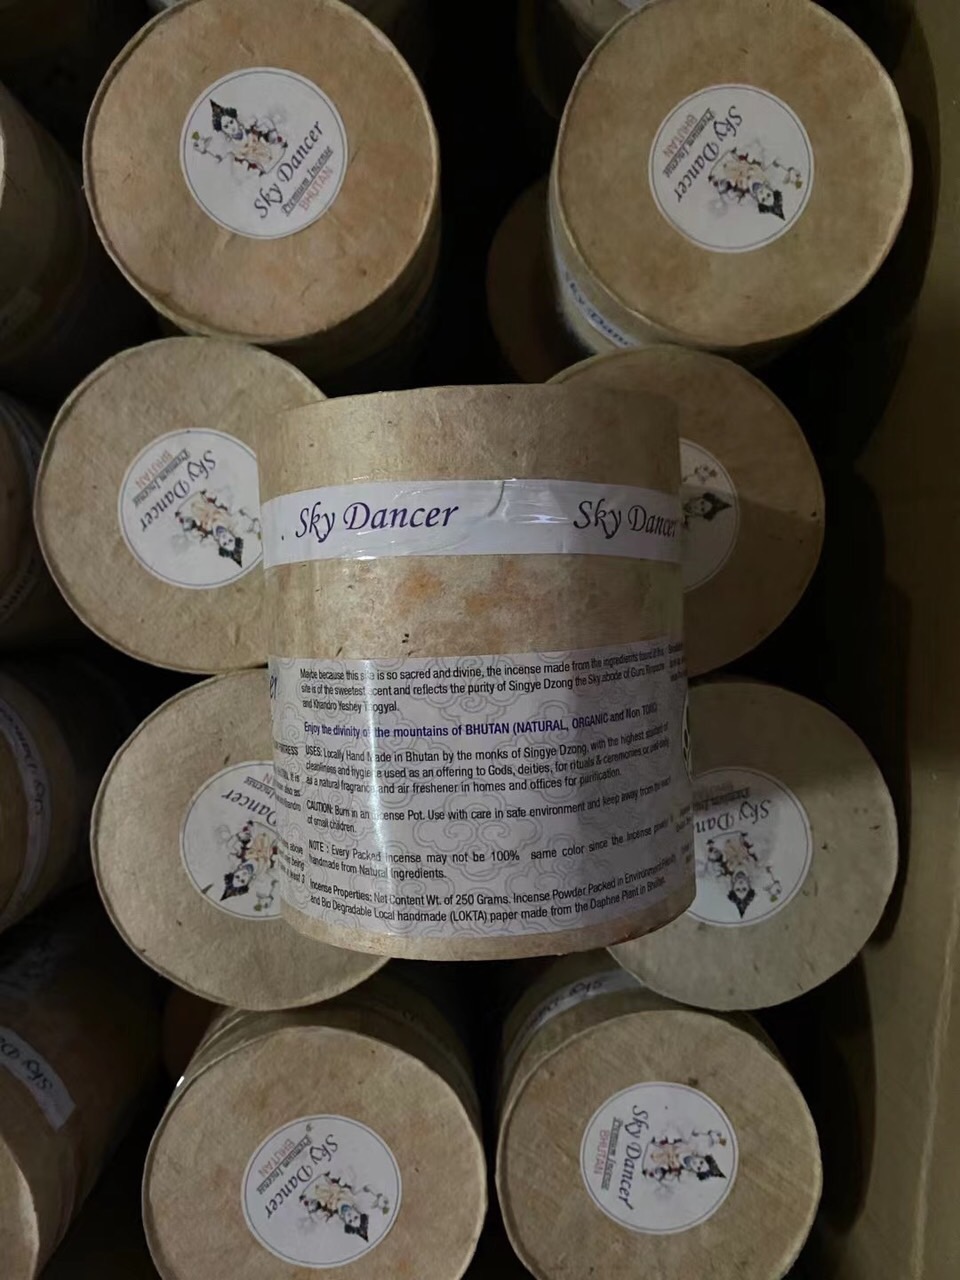 Sky Dancer
Premium Incense
BHUTAN
Sky Dancer
Premium Incense
BHUTAN
Sky Dancer
Premium Incense
BHUTAN
Sky Dancer Sky Dancer
Maybe because this site is so sacred and divine, the incense made from the ingredients found in this
site is of the sweetest scent and reflects the purity of Singye Dzong the Sky abode of Guru Rinpoche
and Khandro Yeshey Tsogyal.
Enjoy the divinity of the mountains of BHUTAN (NATURAL, ORGANIC and Non TOXIC
USES: Locally Hand Made in Bhutan by the monks of Singye Dzong, with the highest standard of
cleanliness and hygiene used as an offering to Gods, deities, for rituals & ceremonies or just daily
as a natural fragrance and air freshener in homes and offices for purification.
CAUTION: Burn in an Incense Pot. Use with care in safe environment and keep away from the reach
of small children.
NOTE : Every Packed Incense may not be 100% same color since the Incense powder is
handmade from Natural Ingredients.
Incense Properties: Net Content Wt. of 250 Grams. Incense Powder Packed in Environment Friendly
and Bio Degradable Local handmade (LOKTA) paper made from the Daphne Plant in Bhutan.
Sky Dancer
Sky Dan
Sky Dancer
Premium Incense
BHUTAN
Sky Dancer
Premium Incense
BHUTAN